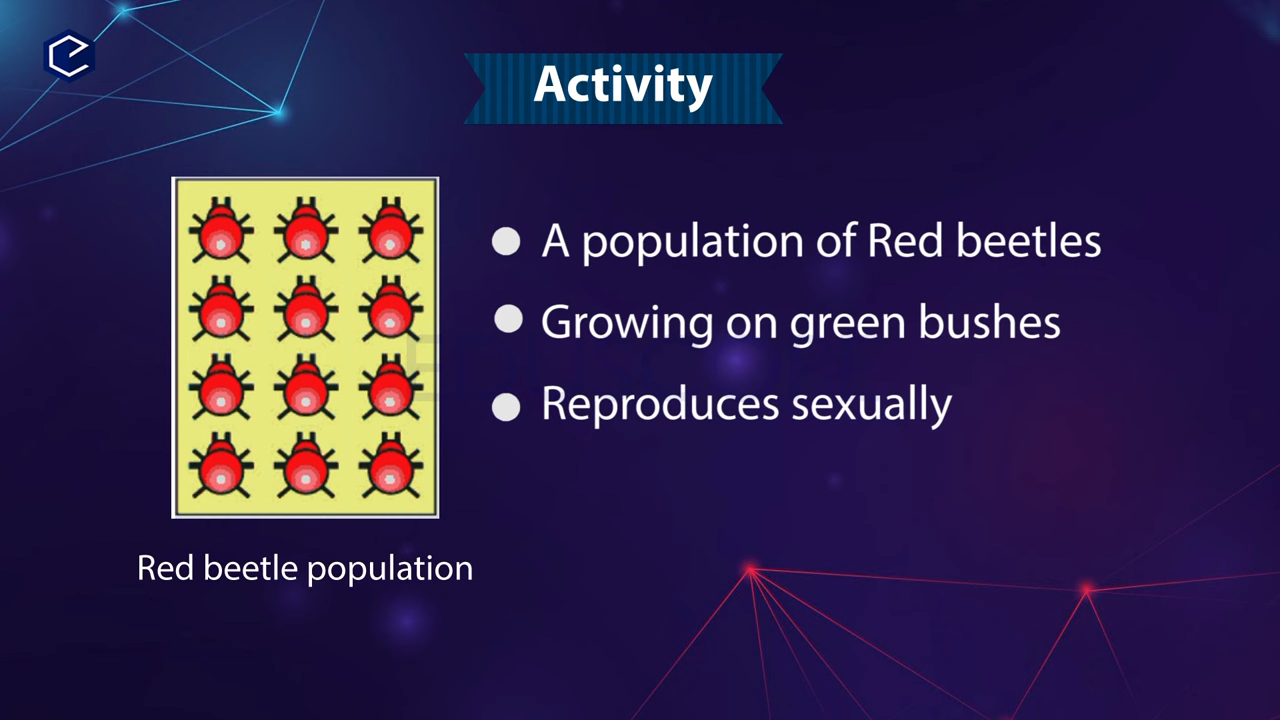 Activity
A population of Red beetles
Growing on green bushes
Reproduces sexually
Red beetle population